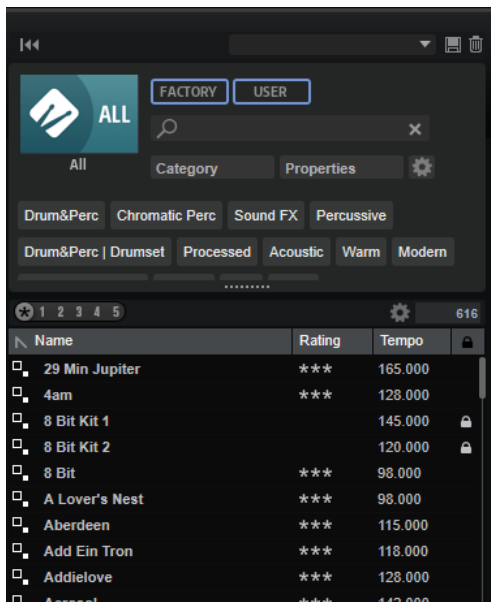 FACTORY USER
ALL
All
Category Properties
Drum&Perc Chromatic Perc Sound FX Percussive
Drum&Perc | Drumset Processed Acoustic Warm Modern
1 2 3 4 5 616
Name Rating Tempo
29 Min Jupiter *** 165.000
4am *** 128.000
8 Bit Kit 1 145.000
8 Bit Kit 2 120.000
8 Bit *** 98.000
A Lover's Nest *** 98.000
Aberdeen *** 115.000
Add Ein Tron *** 118.000
Addielove *** 128.000